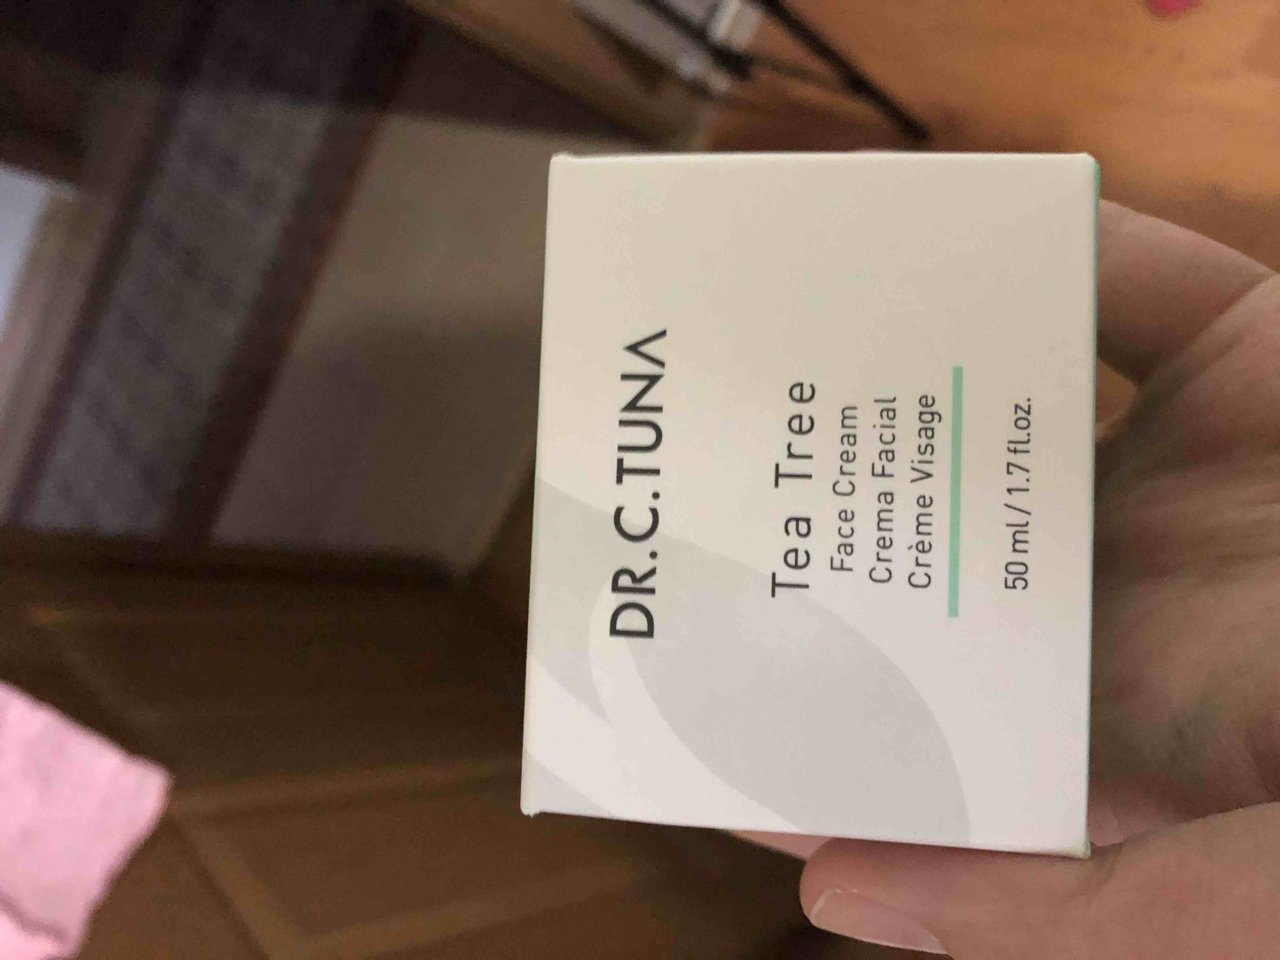 DR.C.TUNA
Tea Tree
Face Cream
Crema Facial
Crème Visage
50 ml / 1.7 fl.oz.